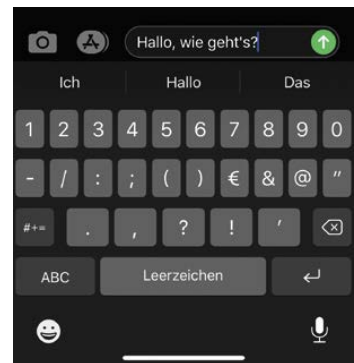 Hallo, wie geht's?
Ich Hallo Das
1 2 3 4 5 6 7 8 9 0
- / : ; ( ) € & @ "
#+= . , ? ! '
ABC Leerzeichen